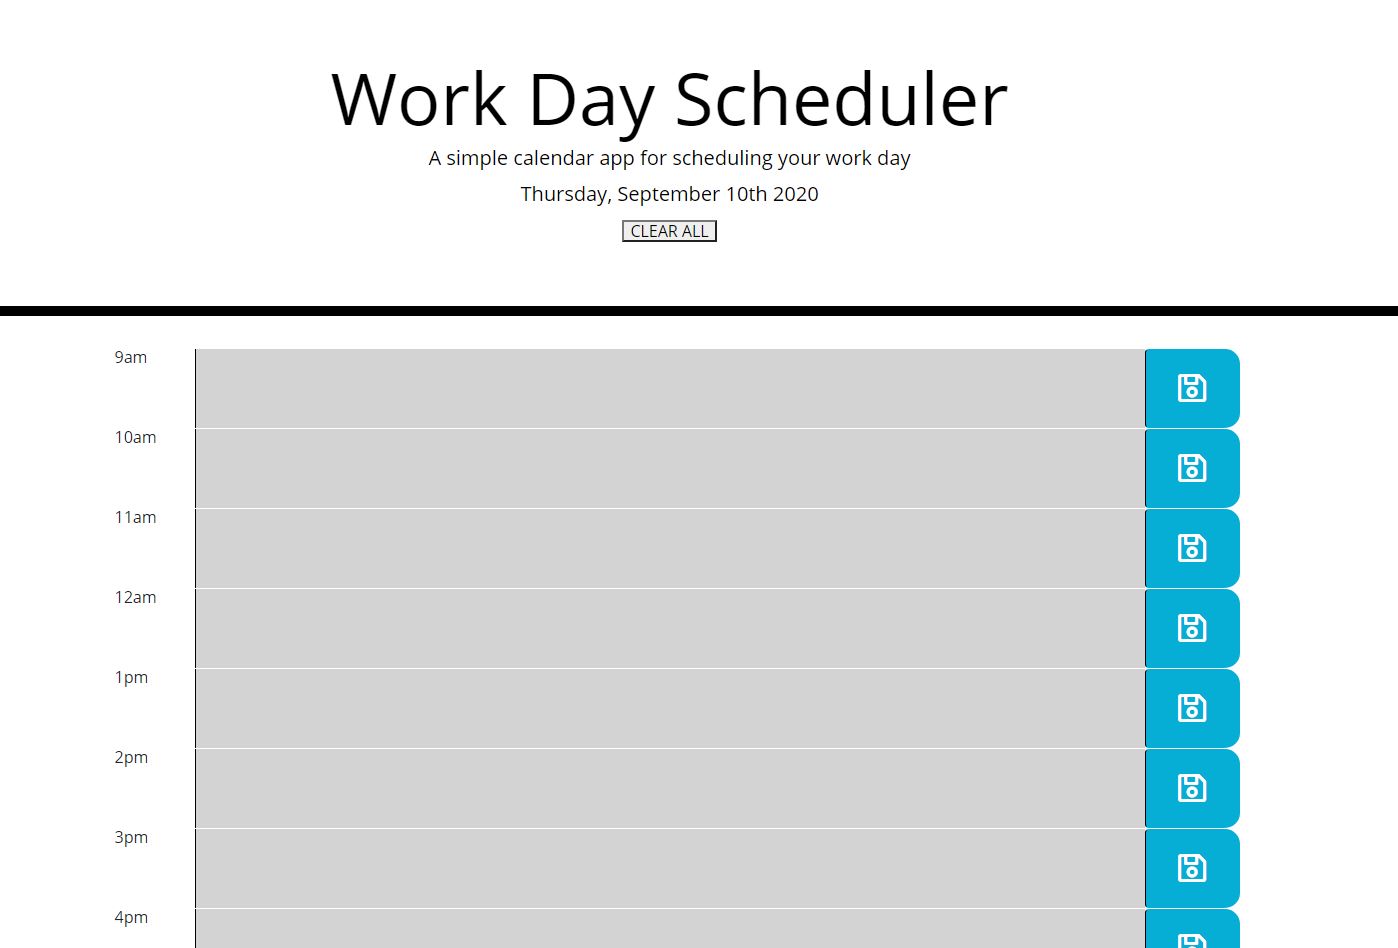 Work Day Scheduler
A simple calendar app for scheduling your work day
Thursday, September 10th 2020
CLEAR ALL
9am
10am
11am
12am
1pm
2pm
3pm
4pm